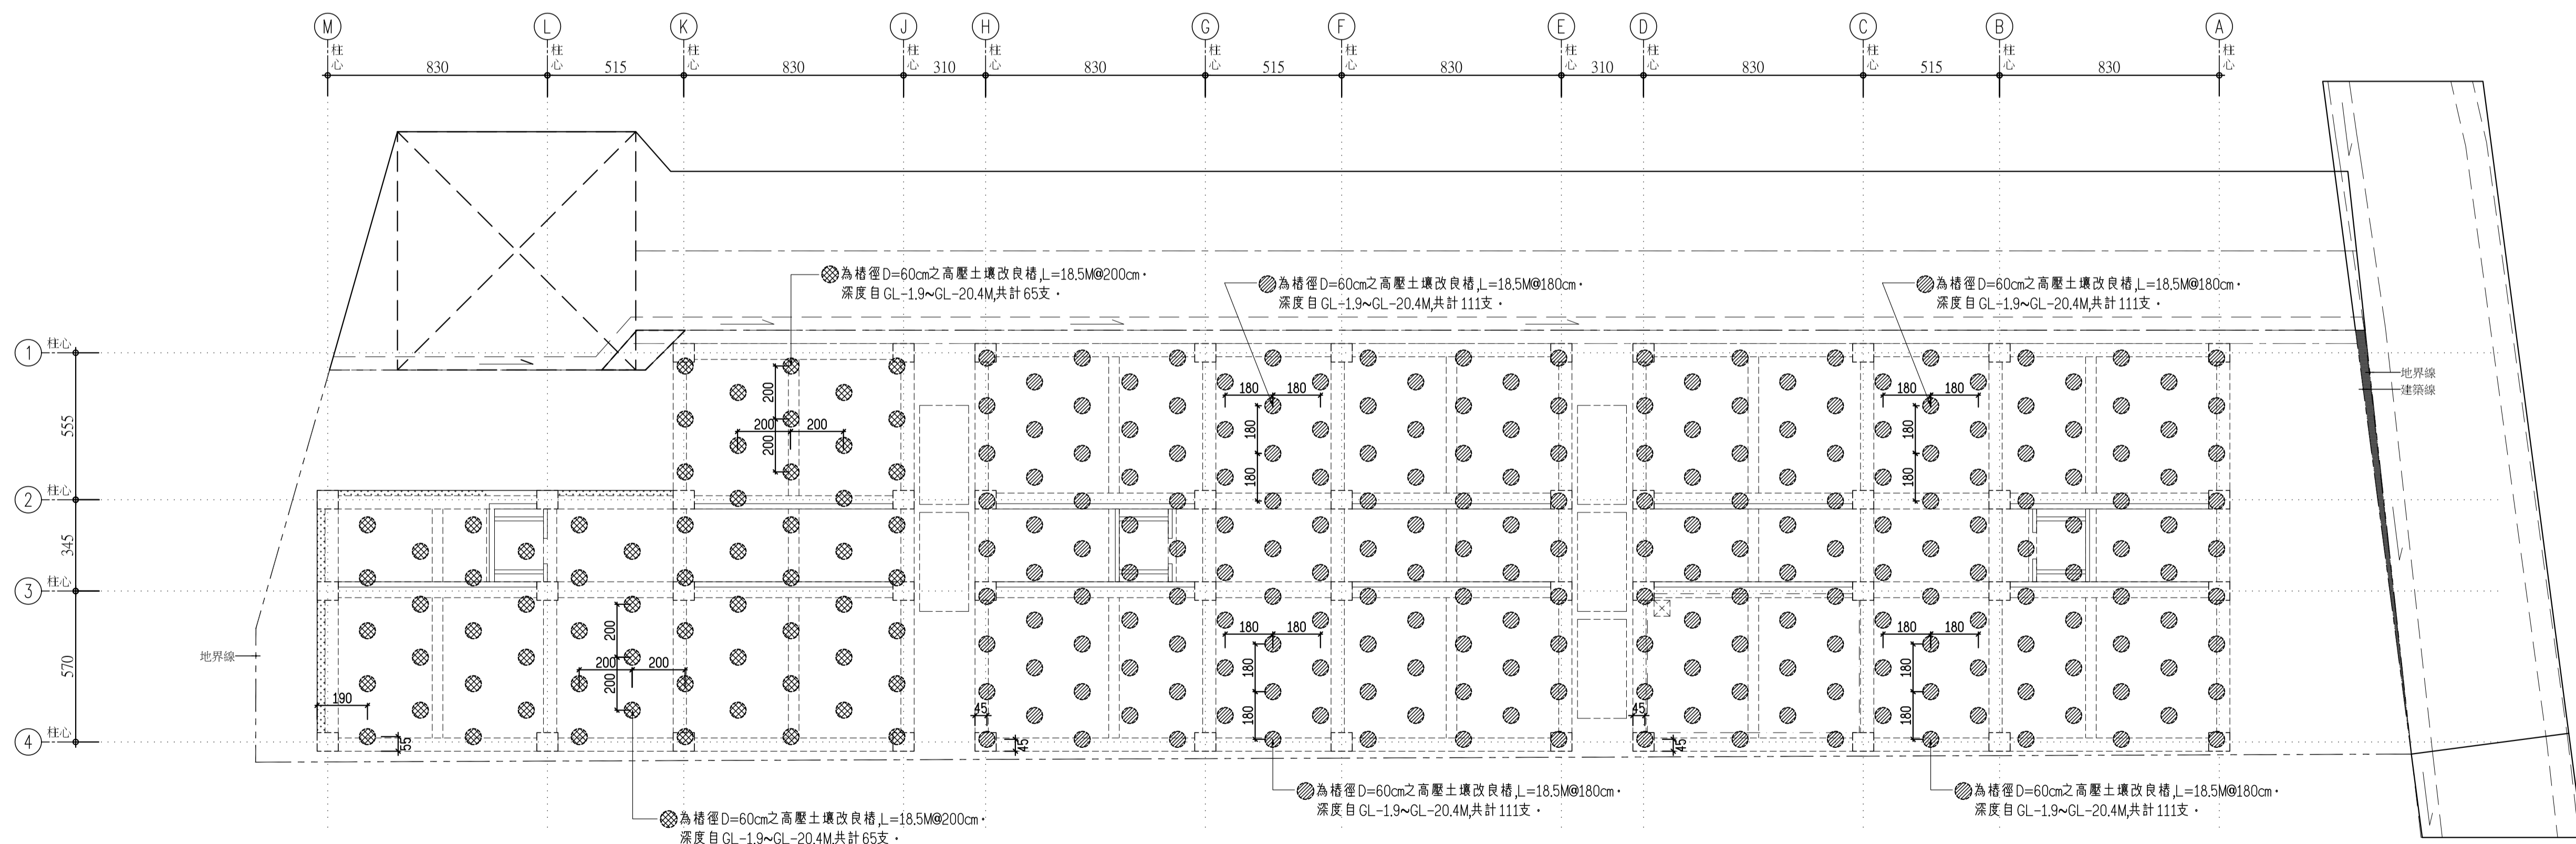 M L K J H G F E D C B A
柱心 柱心 柱心 柱心 柱心 柱心 柱心 柱心 柱心 柱心 柱心 柱心
830 515 830 310 830 515 830 310 830 515 830
為樁徑D=60cm之高壓土壤改良樁,L=18.5M@200cm·
深度自GL-1.9~GL-20.4M,共計65支·
為樁徑D=60cm之高壓土壤改良樁,L=18.5M@180cm·
深度自GL-1.9~GL-20.4M,共計111支·
為樁徑D=60cm之高壓土壤改良樁,L=18.5M@180cm·
深度自GL-1.9~GL-20.4M,共計111支·
1 柱心
555
2 柱心
345
3 柱心
570
4 柱心
200
200 200
200
180 180
180
180
180 180
180
180
地界線
建築線
地界線
190
55
200
200 200
200
45
45
180 180
180
180
45
45
180 180
180
180
為樁徑D=60cm之高壓土壤改良樁,L=18.5M@200cm·
深度自GL-1.9~GL-20.4M,共計65支·
為樁徑D=60cm之高壓土壤改良樁,L=18.5M@180cm·
深度自GL-1.9~GL-20.4M,共計111支·
為樁徑D=60cm之高壓土壤改良樁,L=18.5M@180cm·
深度自GL-1.9~GL-20.4M,共計111支·